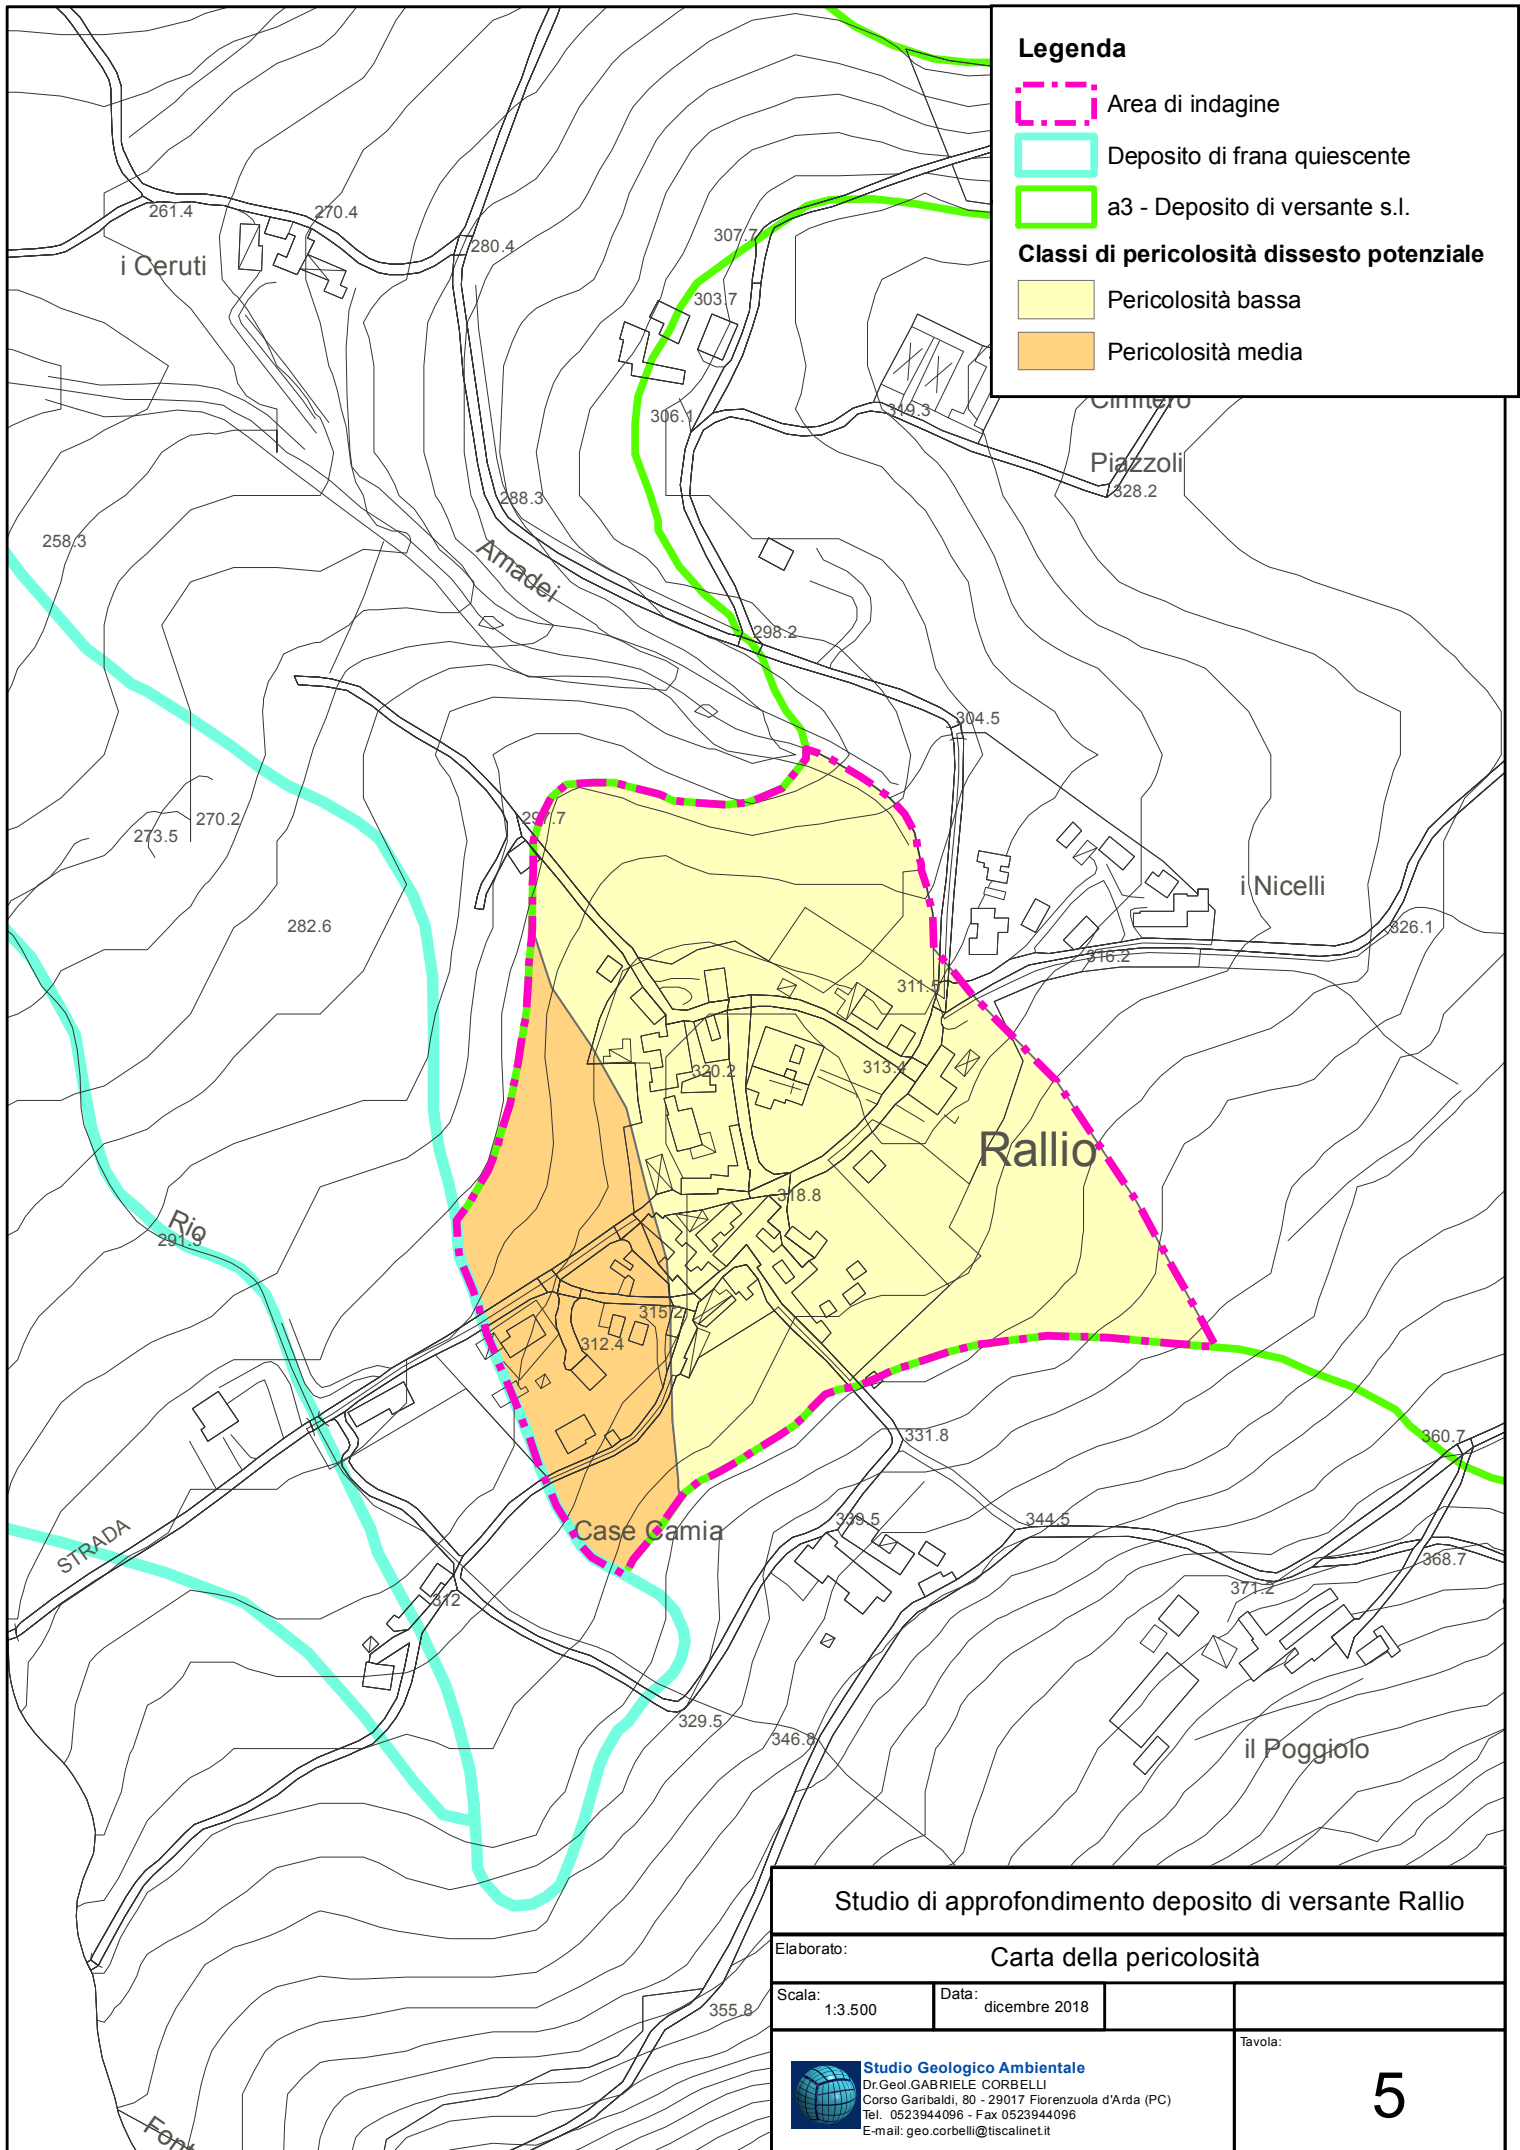 Legenda
Area di indagine
Deposito di frana quiescente
a3 - Deposito di versante s.l.
Classi di pericolosità dissesto potenziale
Pericolosità bassa
Pericolosità media
261.4
270.4
280.4
i Ceruti
307.7
303.7
306.1
319.3
Cimitero
Piazzoli
328.2
288.3
258.3
Amadei
298.2
304.5
297.7
270.2
273.5
i Nicelli
282.6
326.1
316.2
311.5
320.2
313.4
Rallio
318.8
Rio
291.3
315.2
312.4
331.8
360.7
339.5
344.5
Case Camia
STRADA
368.7
371.2
312
329.5
346.8
il Poggiolo
355.8
Studio di approfondimento deposito di versante Rallio
Elaborato:
Carta della pericolosità
Scala:
1:3.500
Data:
dicembre 2018
Studio Geologico Ambientale
Dr.Geol.GABRIELE CORBELLI
Corso Garibaldi, 80 - 29017 Fiorenzuola d'Arda (PC)
Tel. 0523944096 - Fax 0523944096
E-mail: geo.corbelli@tiscalinet.it
Tavola:
5